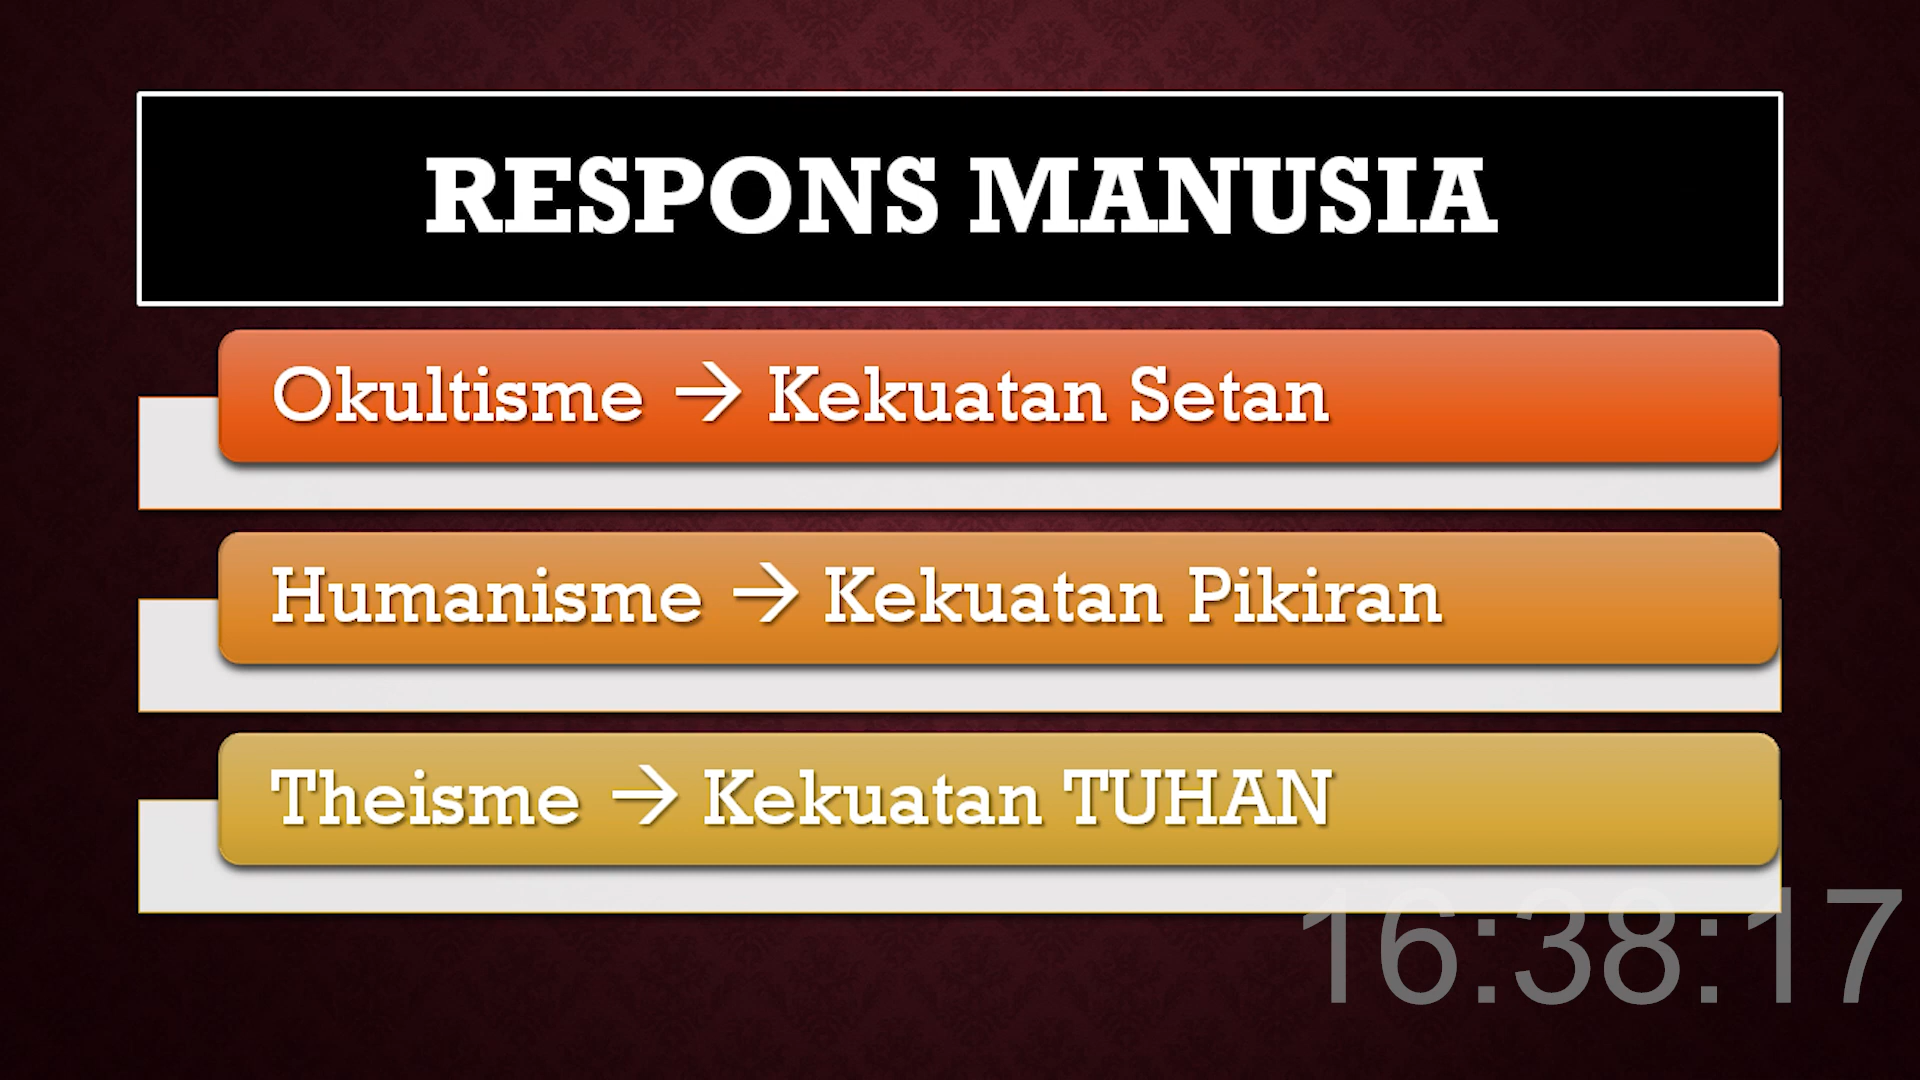 RESPONS MANUSIA
Okultisme → Kekuatan Setan
Humanisme → Kekuatan Pikiran
Theisme → Kekuatan TUHAN
16:38:17